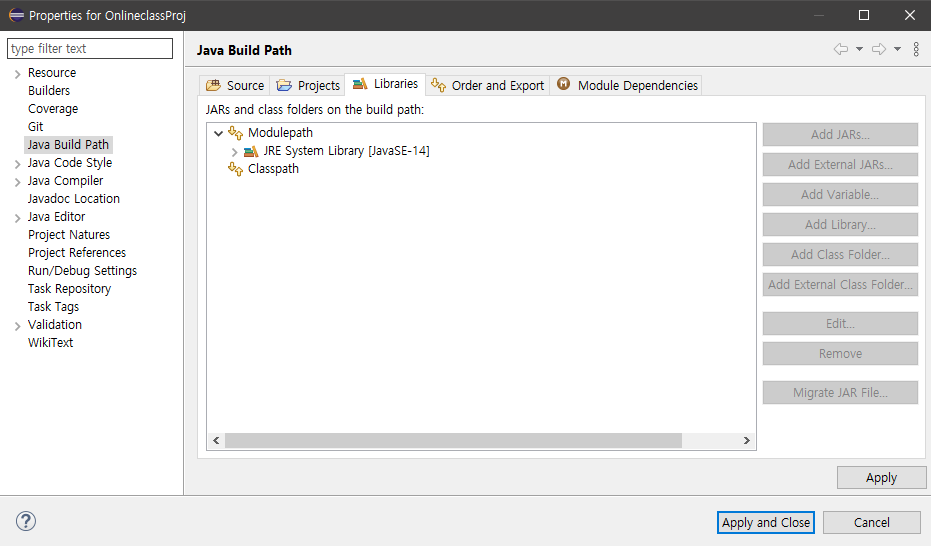 Properties for OnlineclassProj
type filter text
Resource
Builders
Coverage
Git
Java Build Path
Java Code Style
Java Compiler
Javadoc Location
Java Editor
Project Natures
Project References
Run/Debug Settings
Task Repository
Task Tags
Validation
WikiText
Java Build Path
Source Projects Libraries Order and Export M Module Dependencies
JARs and class folders on the build path:
Modulepath
JRE System Library [JavaSE-14]
Classpath
Add JARs...
Add External JARs...
Add Variable...
Add Library...
Add Class Folder...
Add External Class Folder...
Edit...
Remove
Migrate JAR File...
Apply
?
Apply and Close Cancel